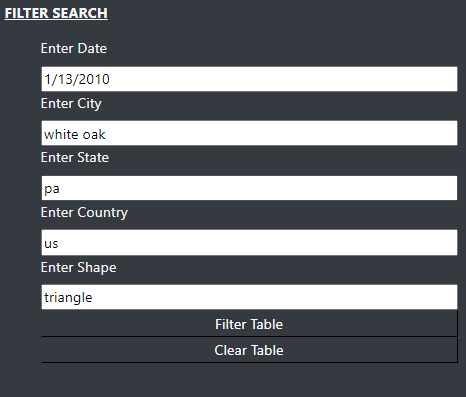 FILTER SEARCH
Enter Date
1/13/2010
Enter City
white oak
Enter State
pa
Enter Country
us
Enter Shape
triangle
Filter Table
Clear Table